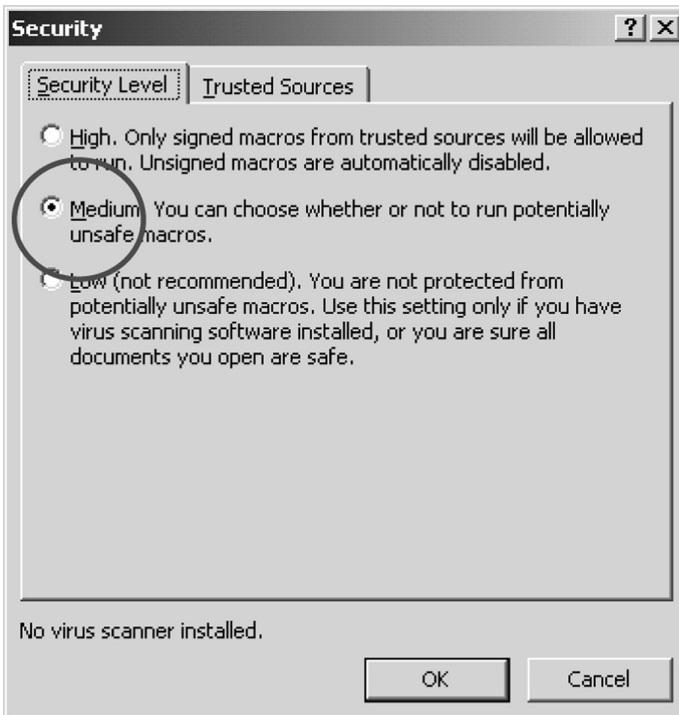 Security
Security Level Trusted Sources
High. Only signed macros from trusted sources will be allowed
to run. Unsigned macros are automatically disabled.
Medium. You can choose whether or not to run potentially
unsafe macros.
Low (not recommended). You are not protected from
potentially unsafe macros. Use this setting only if you have
virus scanning software installed, or you are sure all
documents you open are safe.
No virus scanner installed.
OK Cancel